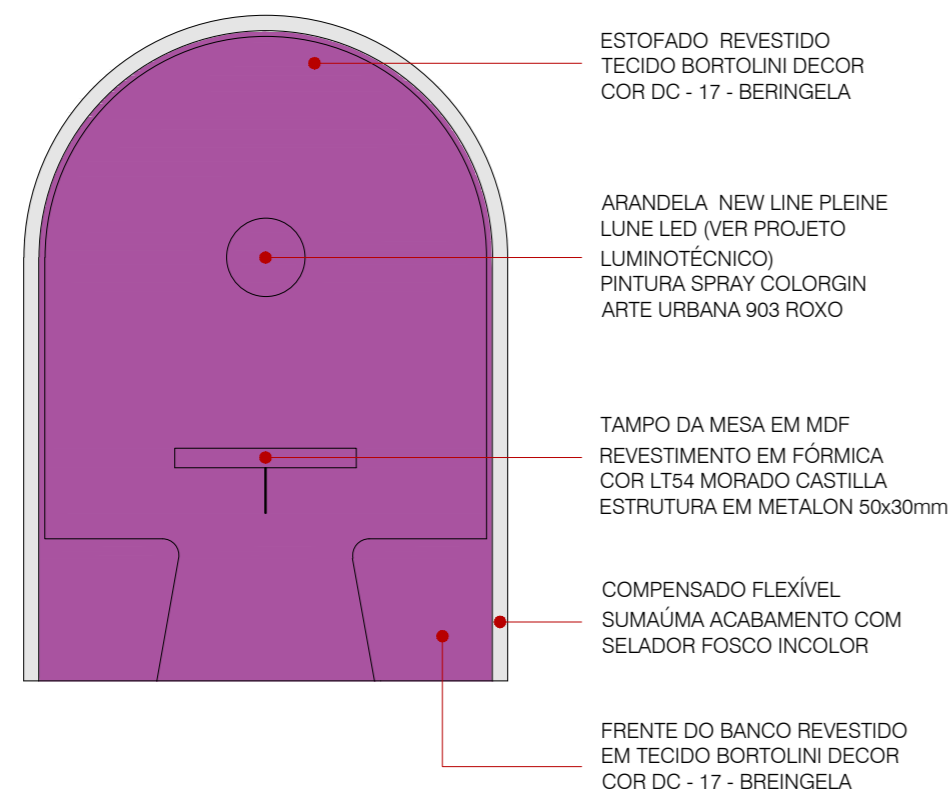 ESTOFADO REVESTIDO
TECIDO BORTOLINI DECOR
COR DC - 17 - BERINGELA
ARANDELA NEW LINE PLEINE
LUNE LED (VER PROJETO
LUMINOTÉCNICO)
PINTURA SPRAY COLORGIN
ARTE URBANA 903 ROXO
TAMPO DA MESA EM MDF
REVESTIMENTO EM FÓRMICA
COR LT54 MORADO CASTILLA
ESTRUTURA EM METALON 50x30mm
COMPENSADO FLEXÍVEL
SUMAÚMA ACABAMENTO COM
SELADOR FOSCO INCOLOR
FRENTE DO BANCO REVESTIDO
EM TECIDO BORTOLINI DECOR
COR DC - 17 - BREINGELA